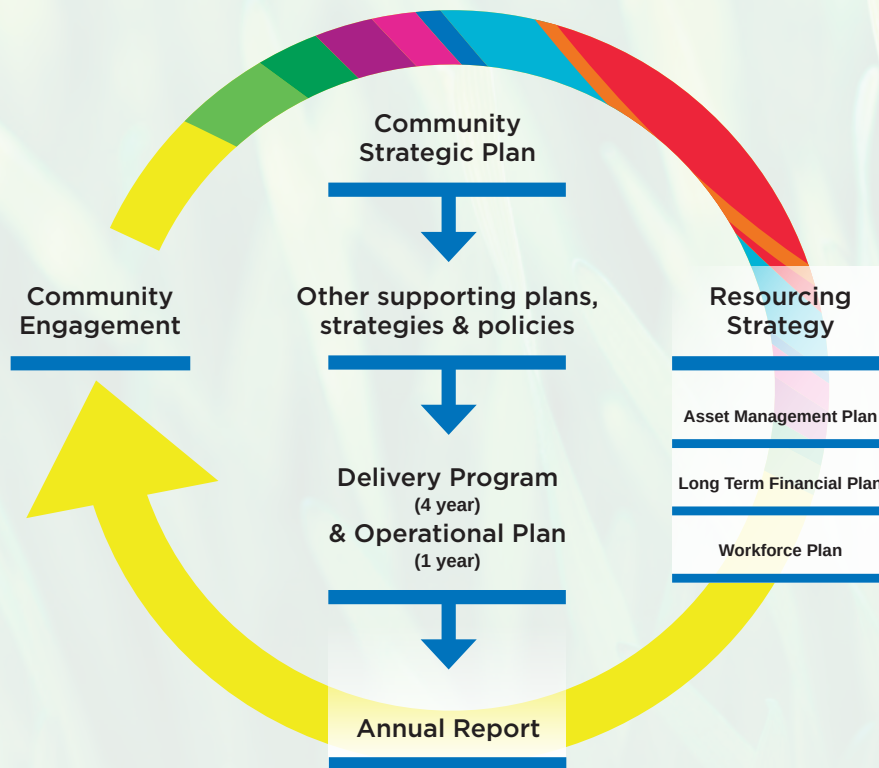 Community
Strategic Plan
Community
Engagement
Other supporting plans,
strategies & policies
Resourcing
Strategy
Asset Management Plan
Long Term Financial Plan
Workforce Plan
Delivery Program
(4 year)
& Operational Plan
(1 year)
Annual Report